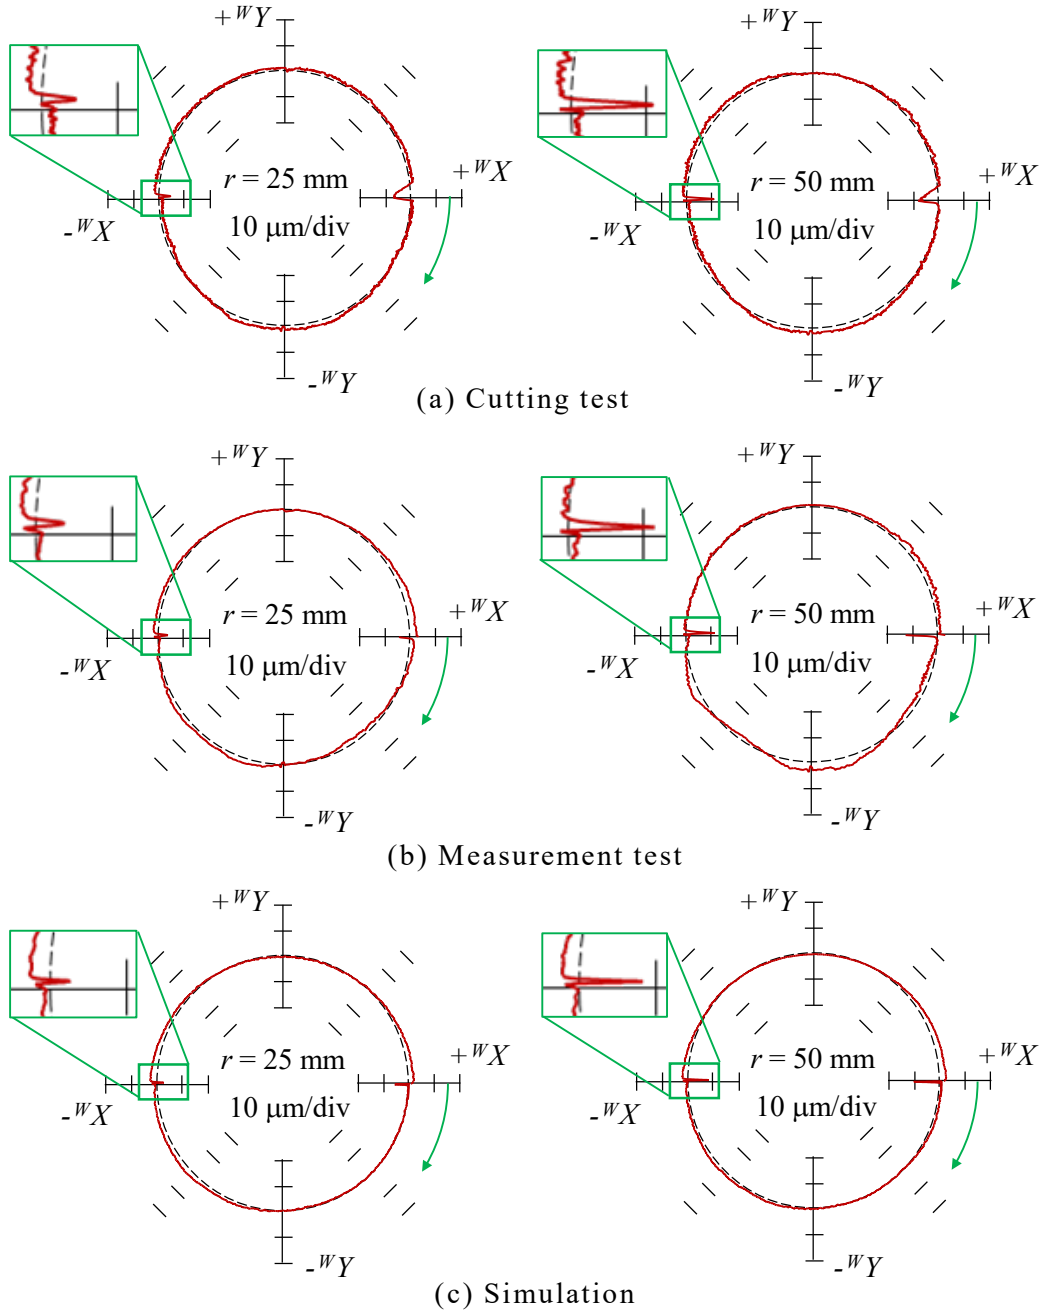 +ᵂY
+ᵂY
r = 25 mm
+ᵂX
r = 50 mm
+ᵂX
-ᵂX
10 μm/div
-ᵂX
10 μm/div
-ᵂY
-ᵂY
(a) Cutting test
+ᵂY
+ᵂY
r = 25 mm
+ᵂX
r = 50 mm
+ᵂX
-ᵂX
10 μm/div
-ᵂX
10 μm/div
-ᵂY
-ᵂY
(b) Measurement test
+ᵂY
+ᵂY
r = 25 mm
+ᵂX
r = 50 mm
+ᵂX
-ᵂX
10 μm/div
-ᵂX
10 μm/div
-ᵂY
-ᵂY
(c) Simulation